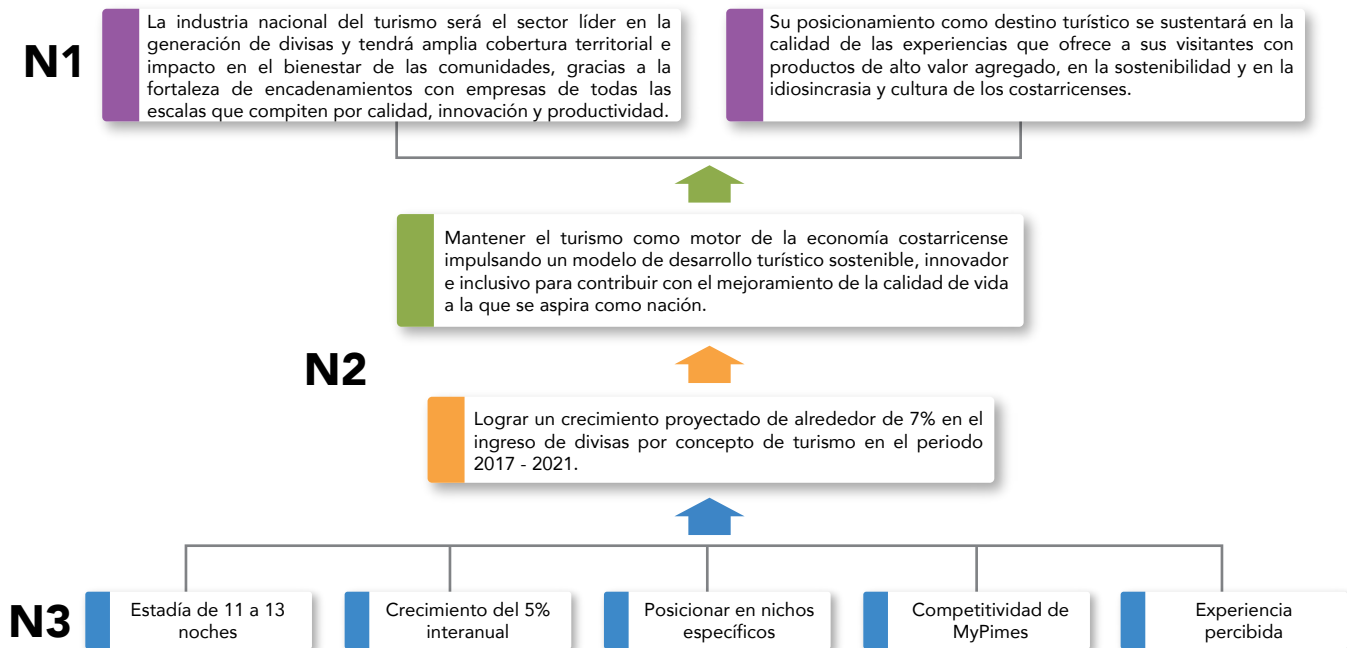 N1
La industria nacional del turismo será el sector líder en la
generación de divisas y tendrá amplia cobertura territorial e
impacto en el bienestar de las comunidades, gracias a la
fortaleza de encadenamientos con empresas de todas las
escalas que compiten por calidad, innovación y productividad.
Su posicionamiento como destino turístico se sustentará en la
calidad de las experiencias que ofrece a sus visitantes con
productos de alto valor agregado, en la sostenibilidad y en la
idiosincrasia y cultura de los costarricenses.
Mantener el turismo como motor de la economía costarricense
impulsando un modelo de desarrollo turístico sostenible, innovador
e inclusivo para contribuir con el mejoramiento de la calidad de vida
a la que se aspira como nación.
N2
Lograr un crecimiento proyectado de alrededor de 7% en el
ingreso de divisas por concepto de turismo en el periodo
2017 - 2021.
N3
Estadía de 11 a 13
noches
Crecimiento del 5%
interanual
Posicionar en nichos
específicos
Competitividad de
MyPimes
Experiencia
percibida